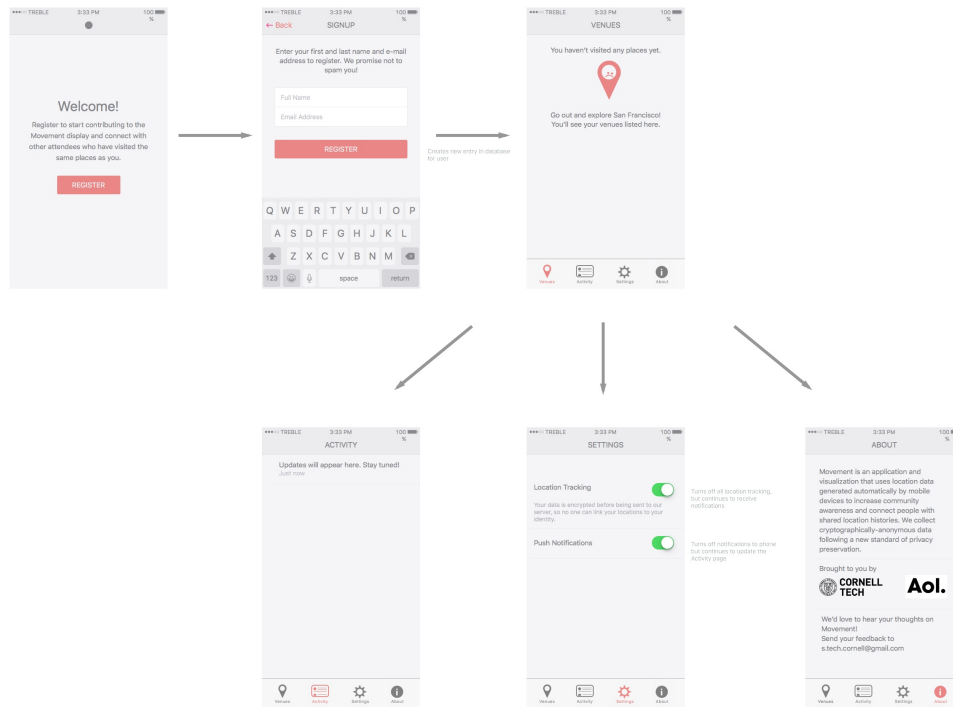 TREBLE 3:33 PM 100 %
Welcome!
Register to start contributing to the
Movement display and connect with
other attendees who have visited the
same places as you.
REGISTER
TREBLE 3:33 PM 100 %
← Back SIGNUP
Enter your first and last name and e-mail
address to register. We promise not to
spam you!
Full Name
Email Address
REGISTER
Q W E R T Y U I O P
A S D F G H J K L
Z X C V B N M
123 space return
Creates new entry in database
for user
TREBLE 3:33 PM 100 %
VENUES
You haven't visited any places yet.
Go out and explore San Francisco!
You'll see your venues listed here.
Venues Activity Settings About
TREBLE 3:33 PM 100 %
ACTIVITY
Updates will appear here. Stay tuned!
Just now
Venues Activity Settings About
TREBLE 3:33 PM 100 %
SETTINGS
Location Tracking
Your data is encrypted before being sent to our
server, so no one can link your locations to your
identity.
Push Notifications
Venues Activity Settings About
Turns off all location tracking,
but continues to receive
notifications
Turns off notifications to phone
but continues to update the
Activity page
TREBLE 3:33 PM 100 %
ABOUT
Movement is an application and
visualization that uses location data
generated automatically by mobile
devices to increase community
awareness and connect people with
shared location histories. We collect
cryptographically-anonymous data
following a new standard of privacy
preservation.
Brought to you by
CORNELL
TECH
Aol.
We'd love to hear your thoughts on
Movement!
Send your feedback to
s.tech.cornell@gmail.com
Venues Activity Settings About